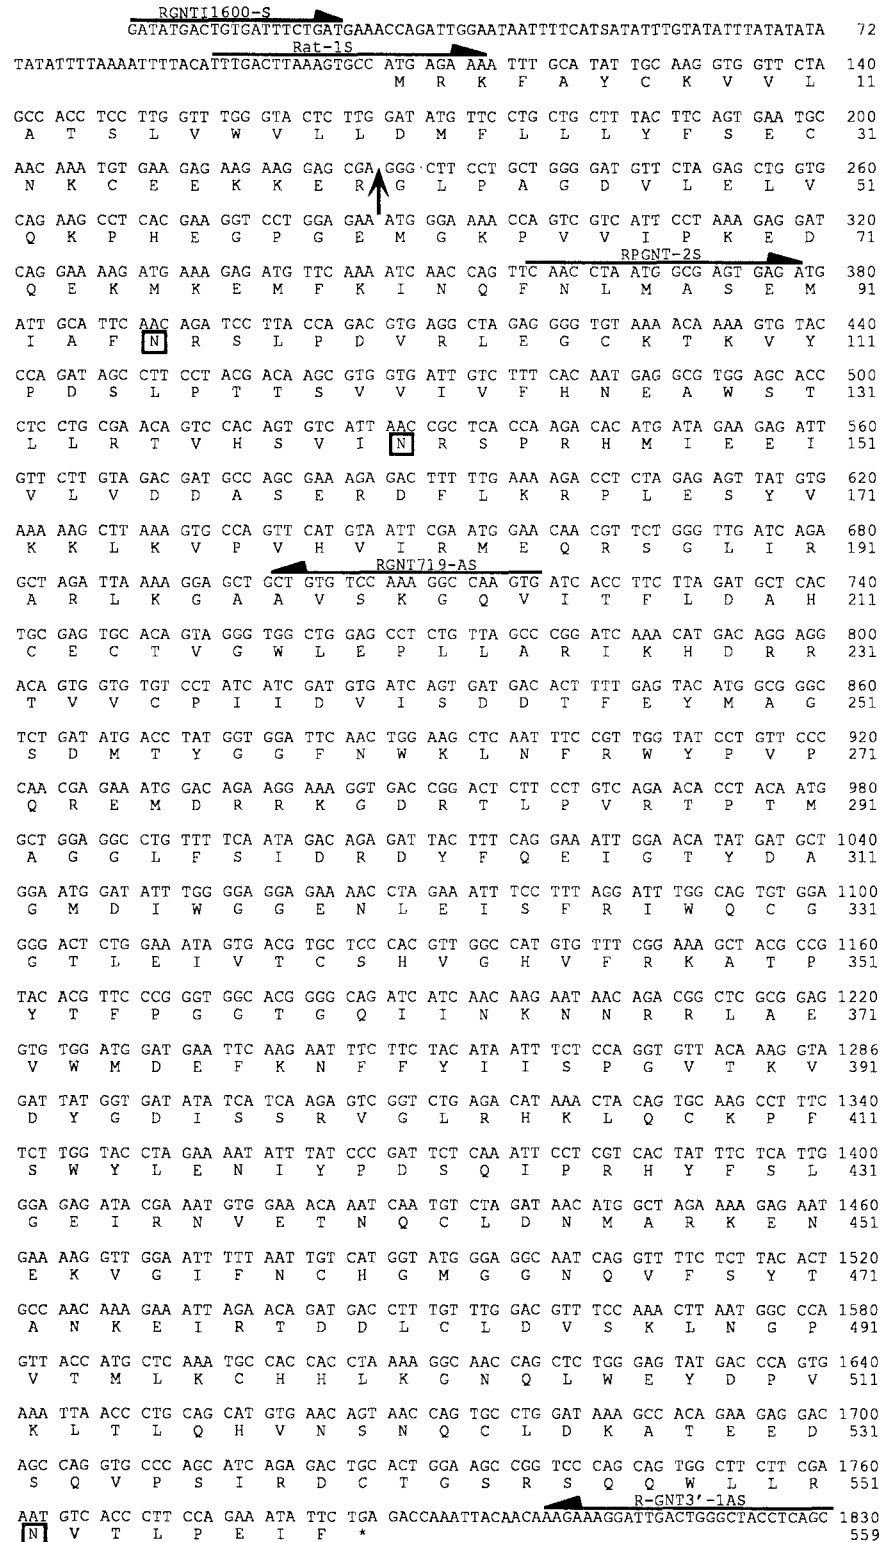 RGNTI1600-S
GATATGACTGTGATTTCTGATGAAACCAGATTGGAATAATTTTCATSATATTTGTATATTTATATATA 72
Rat-1S
TATATTTTAAAATTTTACATTTGACTTAAAGTGCC ATG AGA AAA TTT GCA TAT TGC AAG GTG GTT CTA 140
M R K F A Y C K V V L 11
GCC ACC TCC TTG GTT TGG GTA CTC TTG GAT ATG TTC CTG CTG CTT TAC TTC AGT GAA TGC 200
A T S L V W V L L D M F L L L Y F S E C 31
AAC AAA TGT GAA GAG AAG AAG GAG CGA GGG CTT CCT GCT GGG GAT GTT CTA GAG CTG GTG 260
N K C E E K K E R G L P A G D V L E L V 51
CAG AAG CCT CAC GAA GGT CCT GGA GAA ATG GGA AAA CCA GTC GTC ATT CCT AAA GAG GAT 320
Q K P H E G P G E M G K P V V I P K E D 71
RPGNT-2S
CAG GAA AAG ATG AAA GAG ATG TTC AAA ATC AAC CAG TTC AAC CTA ATG GCG AGT GAG ATG 380
Q E K M K E M F K I N Q F N L M A S E M 91
ATT GCA TTC AAC AGA TCC TTA CCA GAC GTG AGG CTA GAG GGG TGT AAA ACA AAA GTG TAC 440
I A F N R S L P D V R L E G C K T K V Y 111
CCA GAT AGC CTT CCT ACG ACA AGC GTG GTG ATT GTC TTT CAC AAT GAG GCG TGG AGC ACC 500
P D S L P T T S V V I V F H N E A W S T 131
CTC CTG CGA ACA GTC CAC AGT GTC ATT AAC CGC TCA CCA AGA CAC ATG ATA GAA GAG ATT 560
L L R T V H S V I N R S P R H M I E E I 151
GTT CTT GTA GAC GAT GCC AGC GAA AGA GAC TTT TTG AAA AGA CCT CTA GAG AGT TAT GTG 620
V L V D D A S E R D F L K R P L E S Y V 171
AAA AAG CTT AAA GTG CCA GTT CAT GTA ATT CGA ATG GAA CAA CGT TCT GGG TTG ATC AGA 680
K K L K V P V H V I R M E Q R S G L I R 191
RGNT719-AS
GCT AGA TTA AAA GGA GCT GCT GTG TCC AAA GGC CAA GTG ATC ACC TTC TTA GAT GCT CAC 740
A R L K G A A V S K G Q V I T F L D A H 211
TGC GAG TGC ACA GTA GGG TGG CTG GAG CCT CTG TTA GCC CGG ATC AAA CAT GAC AGG AGG 800
C E C T V G W L E P L L A R I K H D R R 231
ACA GTG GTG TGT CCT ATC ATC GAT GTG ATC AGT GAT GAC ACT TTT GAG TAC ATG GCG GGC 860
T V V C P I I D V I S D D T F E Y M A G 251
TCT GAT ATG ACC TAT GGT GGA TTC AAC TGG AAG CTC AAT TTC CGT TGG TAT CCT GTT CCC 920
S D M T Y G G F N W K L N F R W Y P V P 271
CAA CGA GAA ATG GAC AGA AGG AAA GGT GAC CGG ACT CTT CCT GTC AGA ACA CCT ACA ATG 980
Q R E M D R R K G D R T L P V R T P T M 291
GCT GGA GGC CTG TTT TCA ATA GAC AGA GAT TAC TTT CAG GAA ATT GGA ACA TAT GAT GCT 1040
A G G L F S I D R D Y F Q E I G T Y D A 311
GGA ATG GAT ATT TGG GGA GGA GAA AAC CTA GAA ATT TCC TTT AGG ATT TGG CAG TGT GGA 1100
G M D I W G G E N L E I S F R I W Q C G 331
GGG ACT CTG GAA ATA GTG ACG TGC TCC CAC GTT GGC CAT GTG TTT CGG AAA GCT ACG CCG 1160
G T L E I V T C S H V G H V F R K A T P 351
TAC ACG TTC CCG GGT GGC ACG GGG CAG ATC ATC AAC AAG AAT AAC AGA CGG CTC GCG GAG 1220
Y T F P G G T G Q I I N K N N R R L A E 371
GTG TGG ATG GAT GAA TTC AAG AAT TTC TTC TAC ATA ATT TCT CCA GGT GTT ACA AAG GTA 1286
V W M D E F K N F F Y I I S P G V T K V 391
GAT TAT GGT GAT ATA TCA TCA AGA GTC GGT CTG AGA CAT AAA CTA CAG TGC AAG CCT TTC 1340
D Y G D I S S R V G L R H K L Q C K P F 411
TCT TGG TAC CTA GAA AAT ATT TAT CCC GAT TCT CAA ATT CCT CGT CAC TAT TTC TCA TTG 1400
S W Y L E N I Y P D S Q I P R H Y F S L 431
GGA GAG ATA CGA AAT GTG GAA ACA AAT CAA TGT CTA GAT AAC ATG GCT AGA AAA GAG AAT 1460
G E I R N V E T N Q C L D N M A R K E N 451
GAA AAG GTT GGA ATT TTT AAT TGT CAT GGT ATG GGA GGC AAT CAG GTT TTC TCT TAC ACT 1520
E K V G I F N C H G M G G N Q V F S Y T 471
GCC AAC AAA GAA ATT AGA ACA GAT GAC CTT TGT TTG GAC GTT TCC AAA CTT AAT GGC CCA 1580
A N K E I R T D D L C L D V S K L N G P 491
GTT ACC ATG CTC AAA TGC CAC CAC CTA AAA GGC AAC CAG CTC TGG GAG TAT GAC CCA GTG 1640
V T M L K C H H L K G N Q L W E Y D P V 511
AAA TTA ACC CTG CAG CAT GTG AAC AGT AAC CAG TGC CTG GAT AAA GCC ACA GAA GAG GAC 1700
K L T L Q H V N S N Q C L D K A T E E D 531
AGC CAG GTG CCC AGC ATC AGA GAC TGC ACT GGA AGC CGG TCC CAG CAG TGG CTT CTT CGA 1760
S Q V P S I R D C T G S R S Q Q W L L R 551
R-GNT3'-1AS
AAT GTC ACC CTT CCA GAA ATA TTC TGA GACCAAATTACAACAAAGAAAGGATTGACTGGGCTACCTCAGC 1830
N V T L P E I F * 559